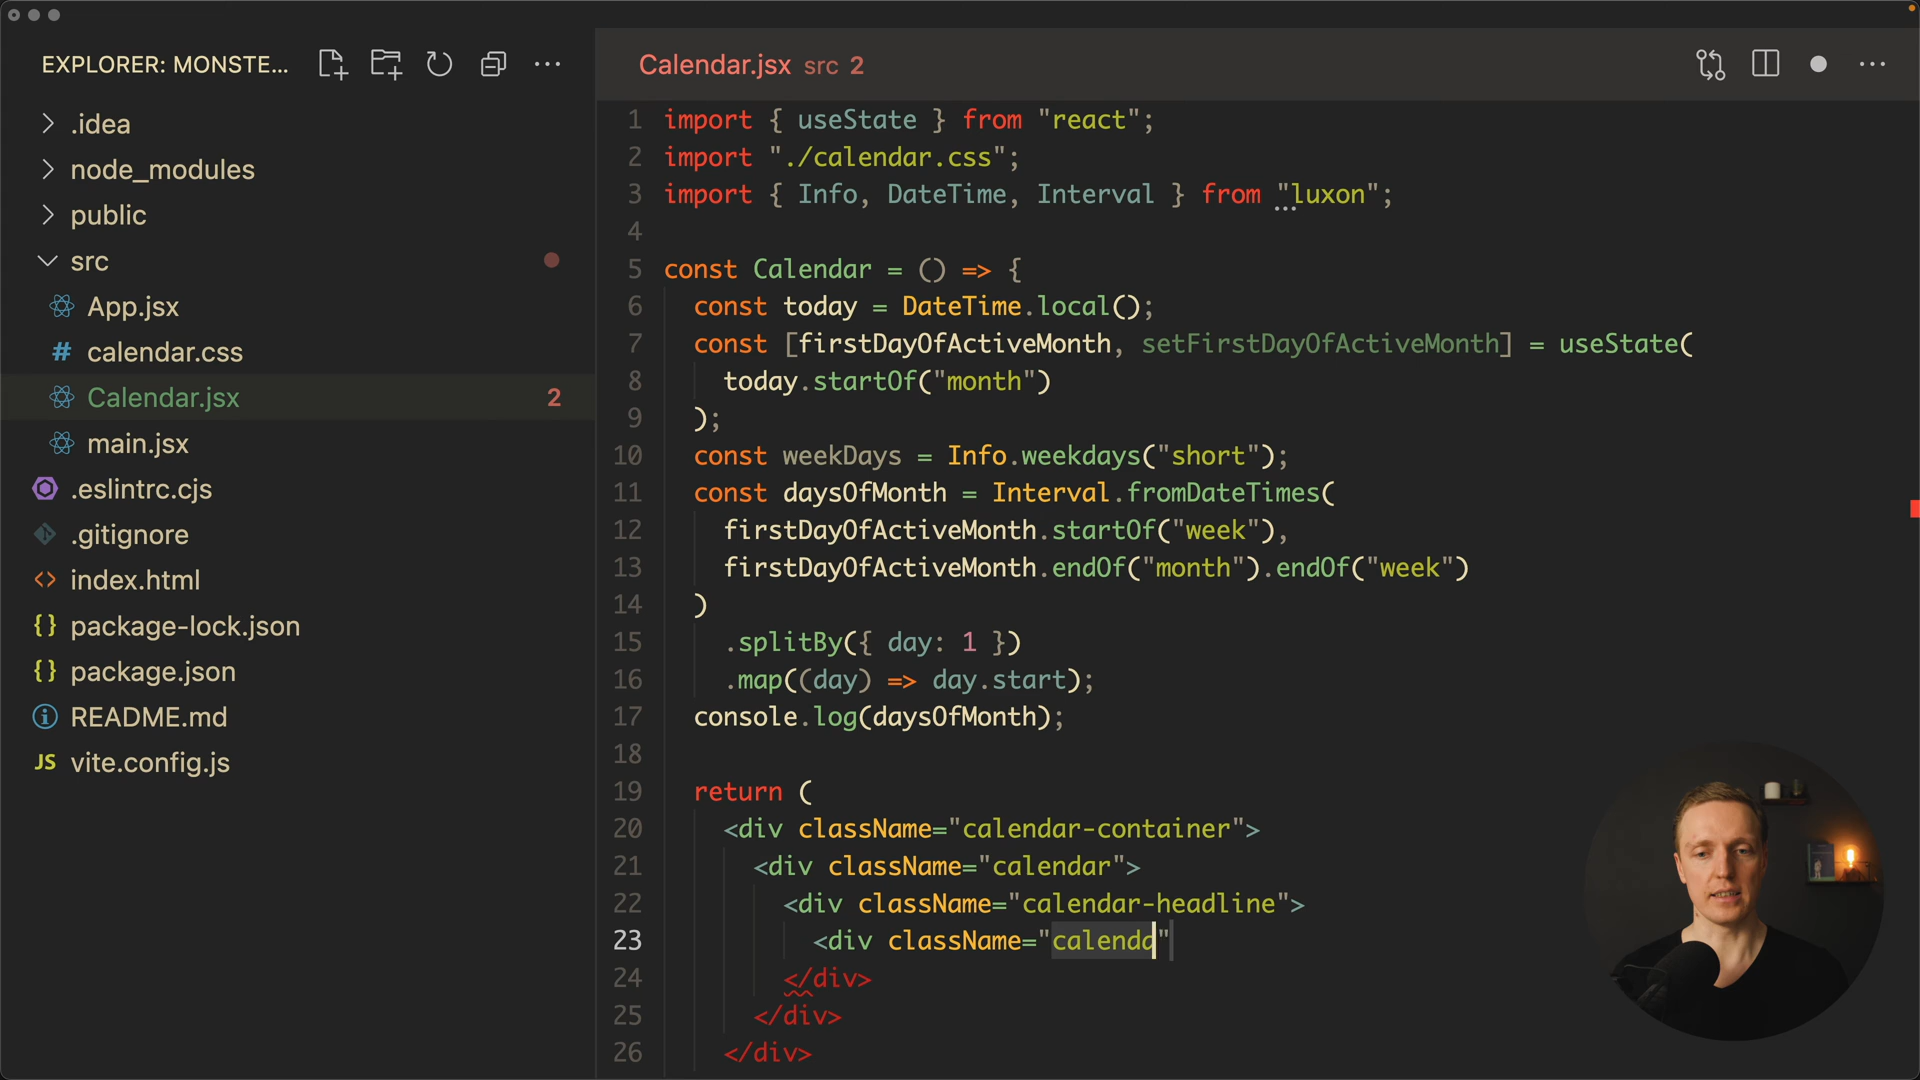 EXPLORER: MONSTE...
.idea
node_modules
public
src
App.jsx
# calendar.css
Calendar.jsx 2
main.jsx
.eslintrc.cjs
.gitignore
<> index.html
{} package-lock.json
{} package.json
README.md
JS vite.config.js
Calendar.jsx src 2
1 import { useState } from "react";
2 import "./calendar.css";
3 import { Info, DateTime, Interval } from "luxon";
4
5 const Calendar = () => {
6 const today = DateTime.local();
7 const [firstDayOfActiveMonth, setFirstDayOfActiveMonth] = useState(
8 today.startOf("month")
9 );
10 const weekDays = Info.weekdays("short");
11 const daysOfMonth = Interval.fromDateTimes(
12 firstDayOfActiveMonth.startOf("week"),
13 firstDayOfActiveMonth.endOf("month").endOf("week")
14 )
15 .splitBy({ day: 1 })
16 .map((day) => day.start);
17 console.log(daysOfMonth);
18
19 return (
20 <div className="calendar-container">
21 <div className="calendar">
22 <div className="calendar-headline">
23 <div className="calenda"
24 </div>
25 </div>
26 </div>